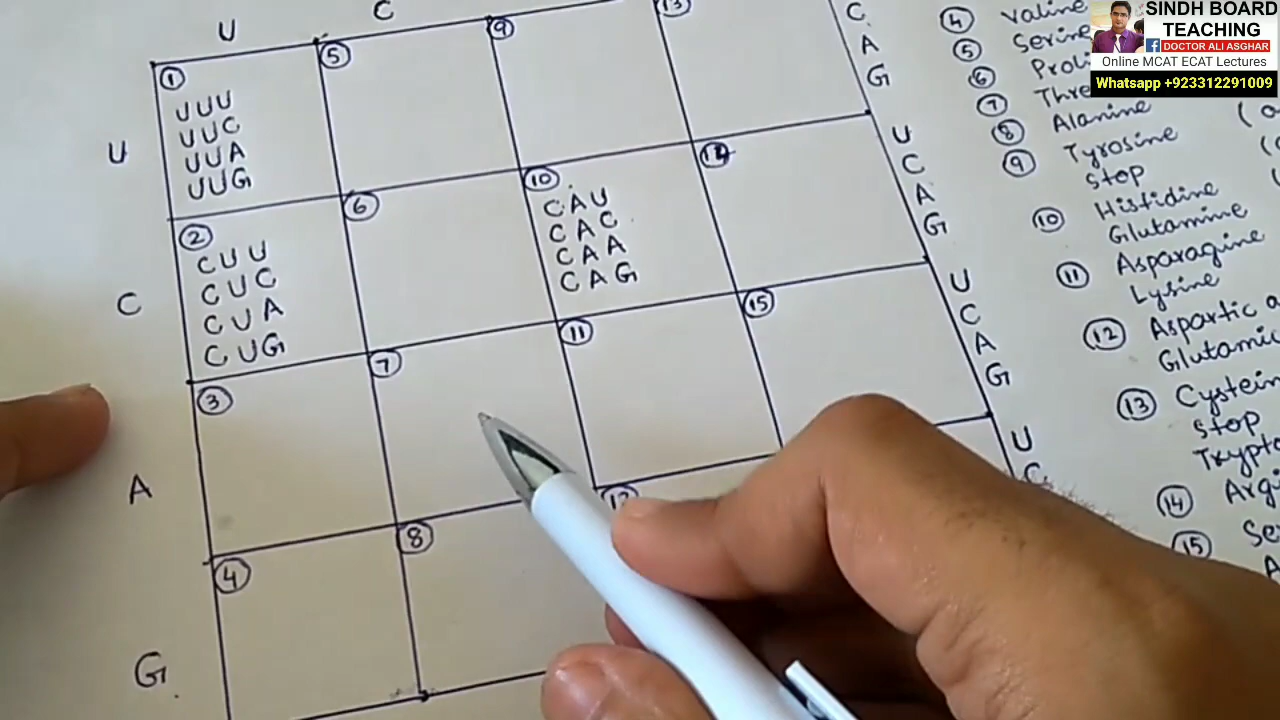 SINDH BOARD
TEACHING
DOCTOR ALI ASGHAR
Online MCAT ECAT Lectures
Whatsapp +923312291009
U C
U
C
A
G
1
UUU
UUC
UUA
UUG
2
CUU
CUC
CUA
CUG
3
4
5
6
7
8
9
10
CAU
CAC
CAA
CAG
11
12
13
14
15
C
A
G
U
C
A
G
U
C
A
G
U
C
4 Valine
5 Serine
6
7
8 Alanine
9 Tyrosine
Stop
10 Histidine
Glutamine
11 Asparagine
Lysine
12 Aspartic
Glutamic
13
Stop
14
15